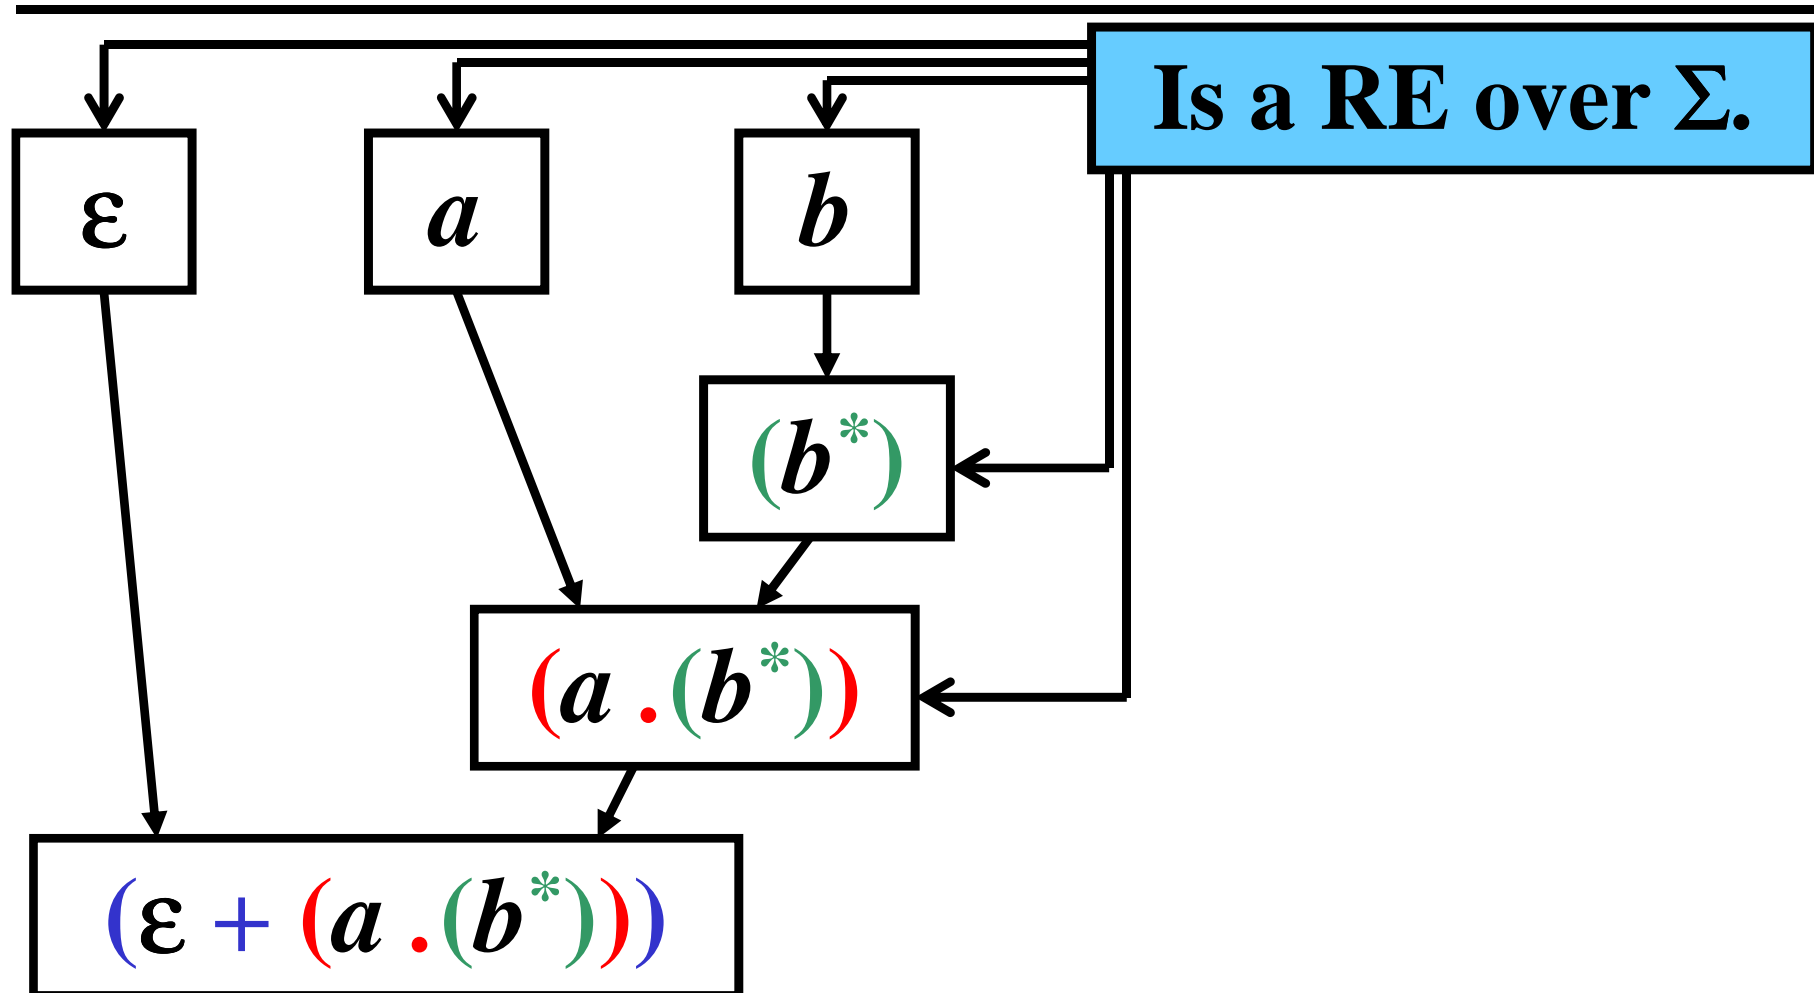 Is a RE over Σ.
ε
a
b
(b*)
(a .(b*))
(ε + (a .(b*)))